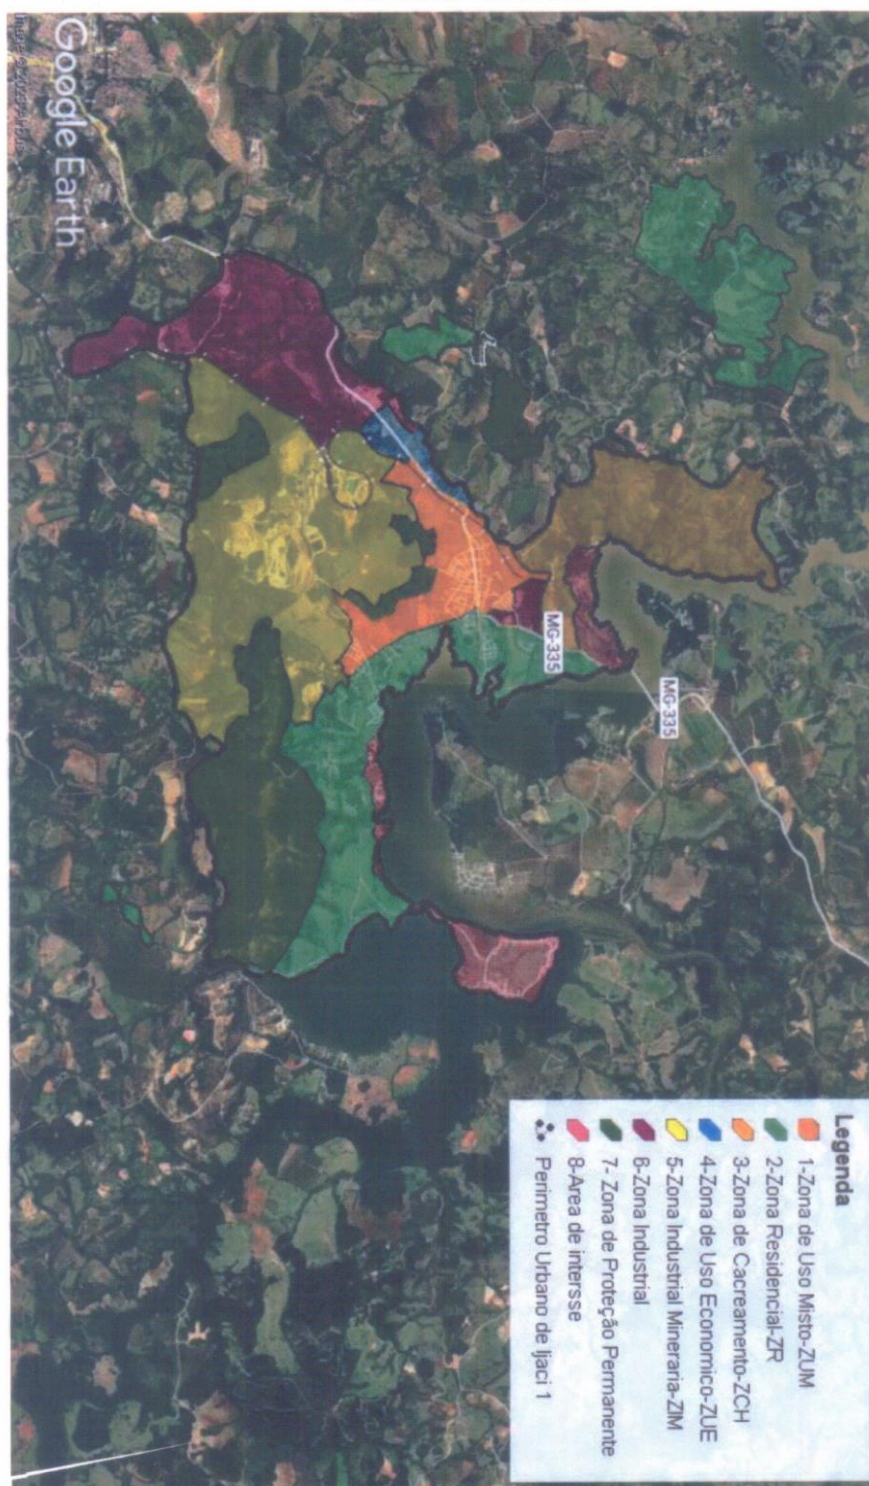 Legenda
1-Zona de Uso Misto-ZUM
2-Zona Residencial-ZR
3-Zona de Cacreamento-ZCH
4-Zona de Uso Economico-ZUE
5-Zona Industrial Mineraria-ZIM
6-Zona Industrial
7- Zona de Proteção Permanente
8-Area de intersse
Perimetro Urbano de Ijaci 1
MG-335
MG-335
Google Earth